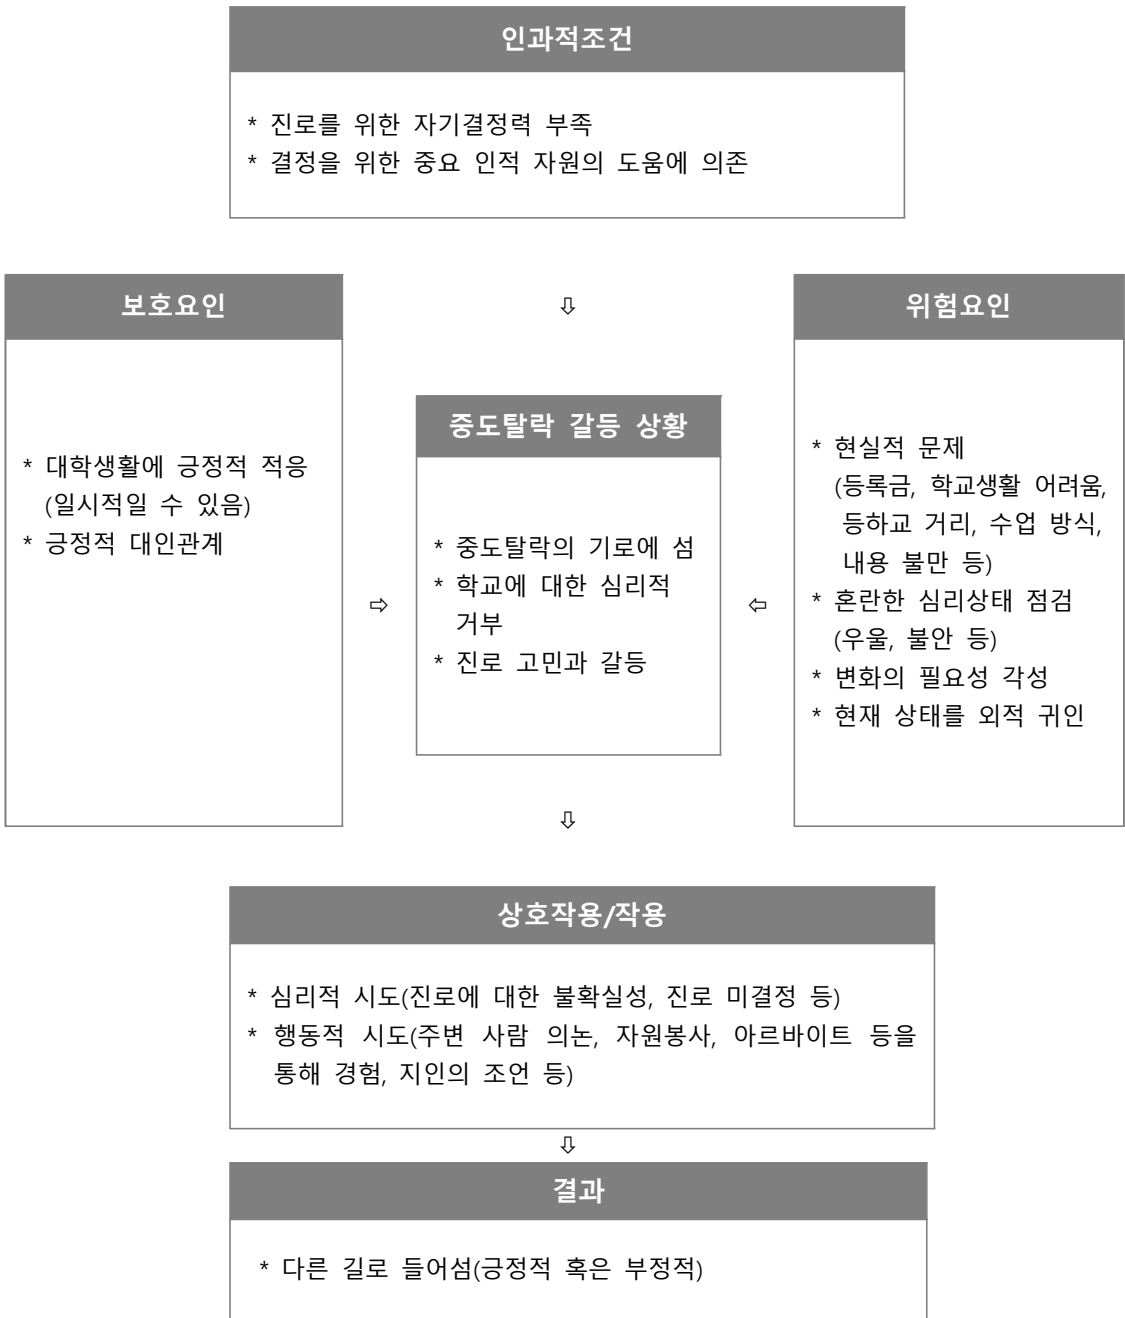 인과적조건
* 진로를 위한 자기결정력 부족
* 결정을 위한 중요 인적 자원의 도움에 의존
보호요인
* 대학생활에 긍정적 적응
(일시적일 수 있음)
* 긍정적 대인관계
⇩
위험요인
* 현실적 문제
(등록금, 학교생활 어려움,
등하교 거리, 수업 방식,
내용 불만 등)
* 혼란한 심리상태 점검
(우울, 불안 등)
* 변화의 필요성 각성
* 현재 상태를 외적 귀인
중도탈락 갈등 상황
* 중도탈락의 기로에 섬
* 학교에 대한 심리적
거부
* 진로 고민과 갈등
⇨
⇦
⇩
상호작용/작용
* 심리적 시도(진로에 대한 불확실성, 진로 미결정 등)
* 행동적 시도(주변 사람 의논, 자원봉사, 아르바이트 등을
통해 경험, 지인의 조언 등)
⇩
결과
* 다른 길로 들어섬(긍정적 혹은 부정적)